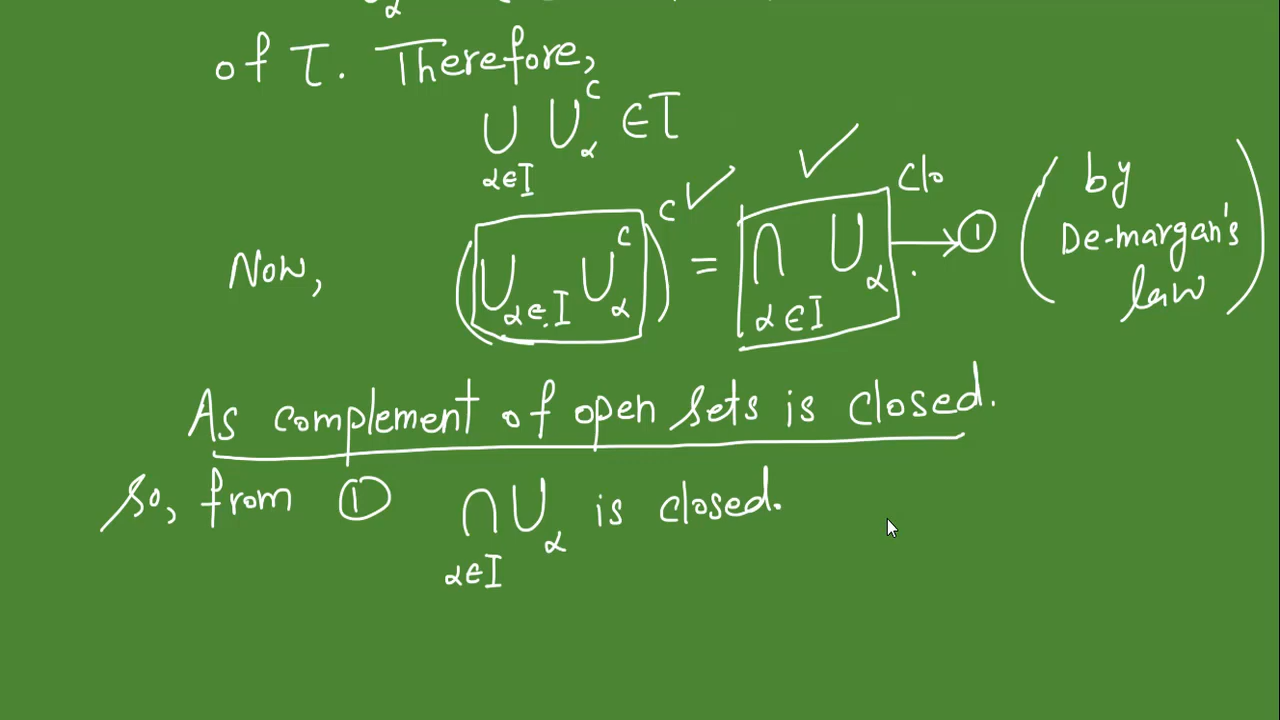 α
of τ. Therefore,
⋃ U_α^c ∈ τ
α∈I
Now, (⋃_{α∈I} U_α^c)^c = ⋂_{α∈I} U_α. → ① (by De-margan's law)
Clo
As complement of open sets is closed.
so, from ① ⋂ U_α is closed.
α∈I